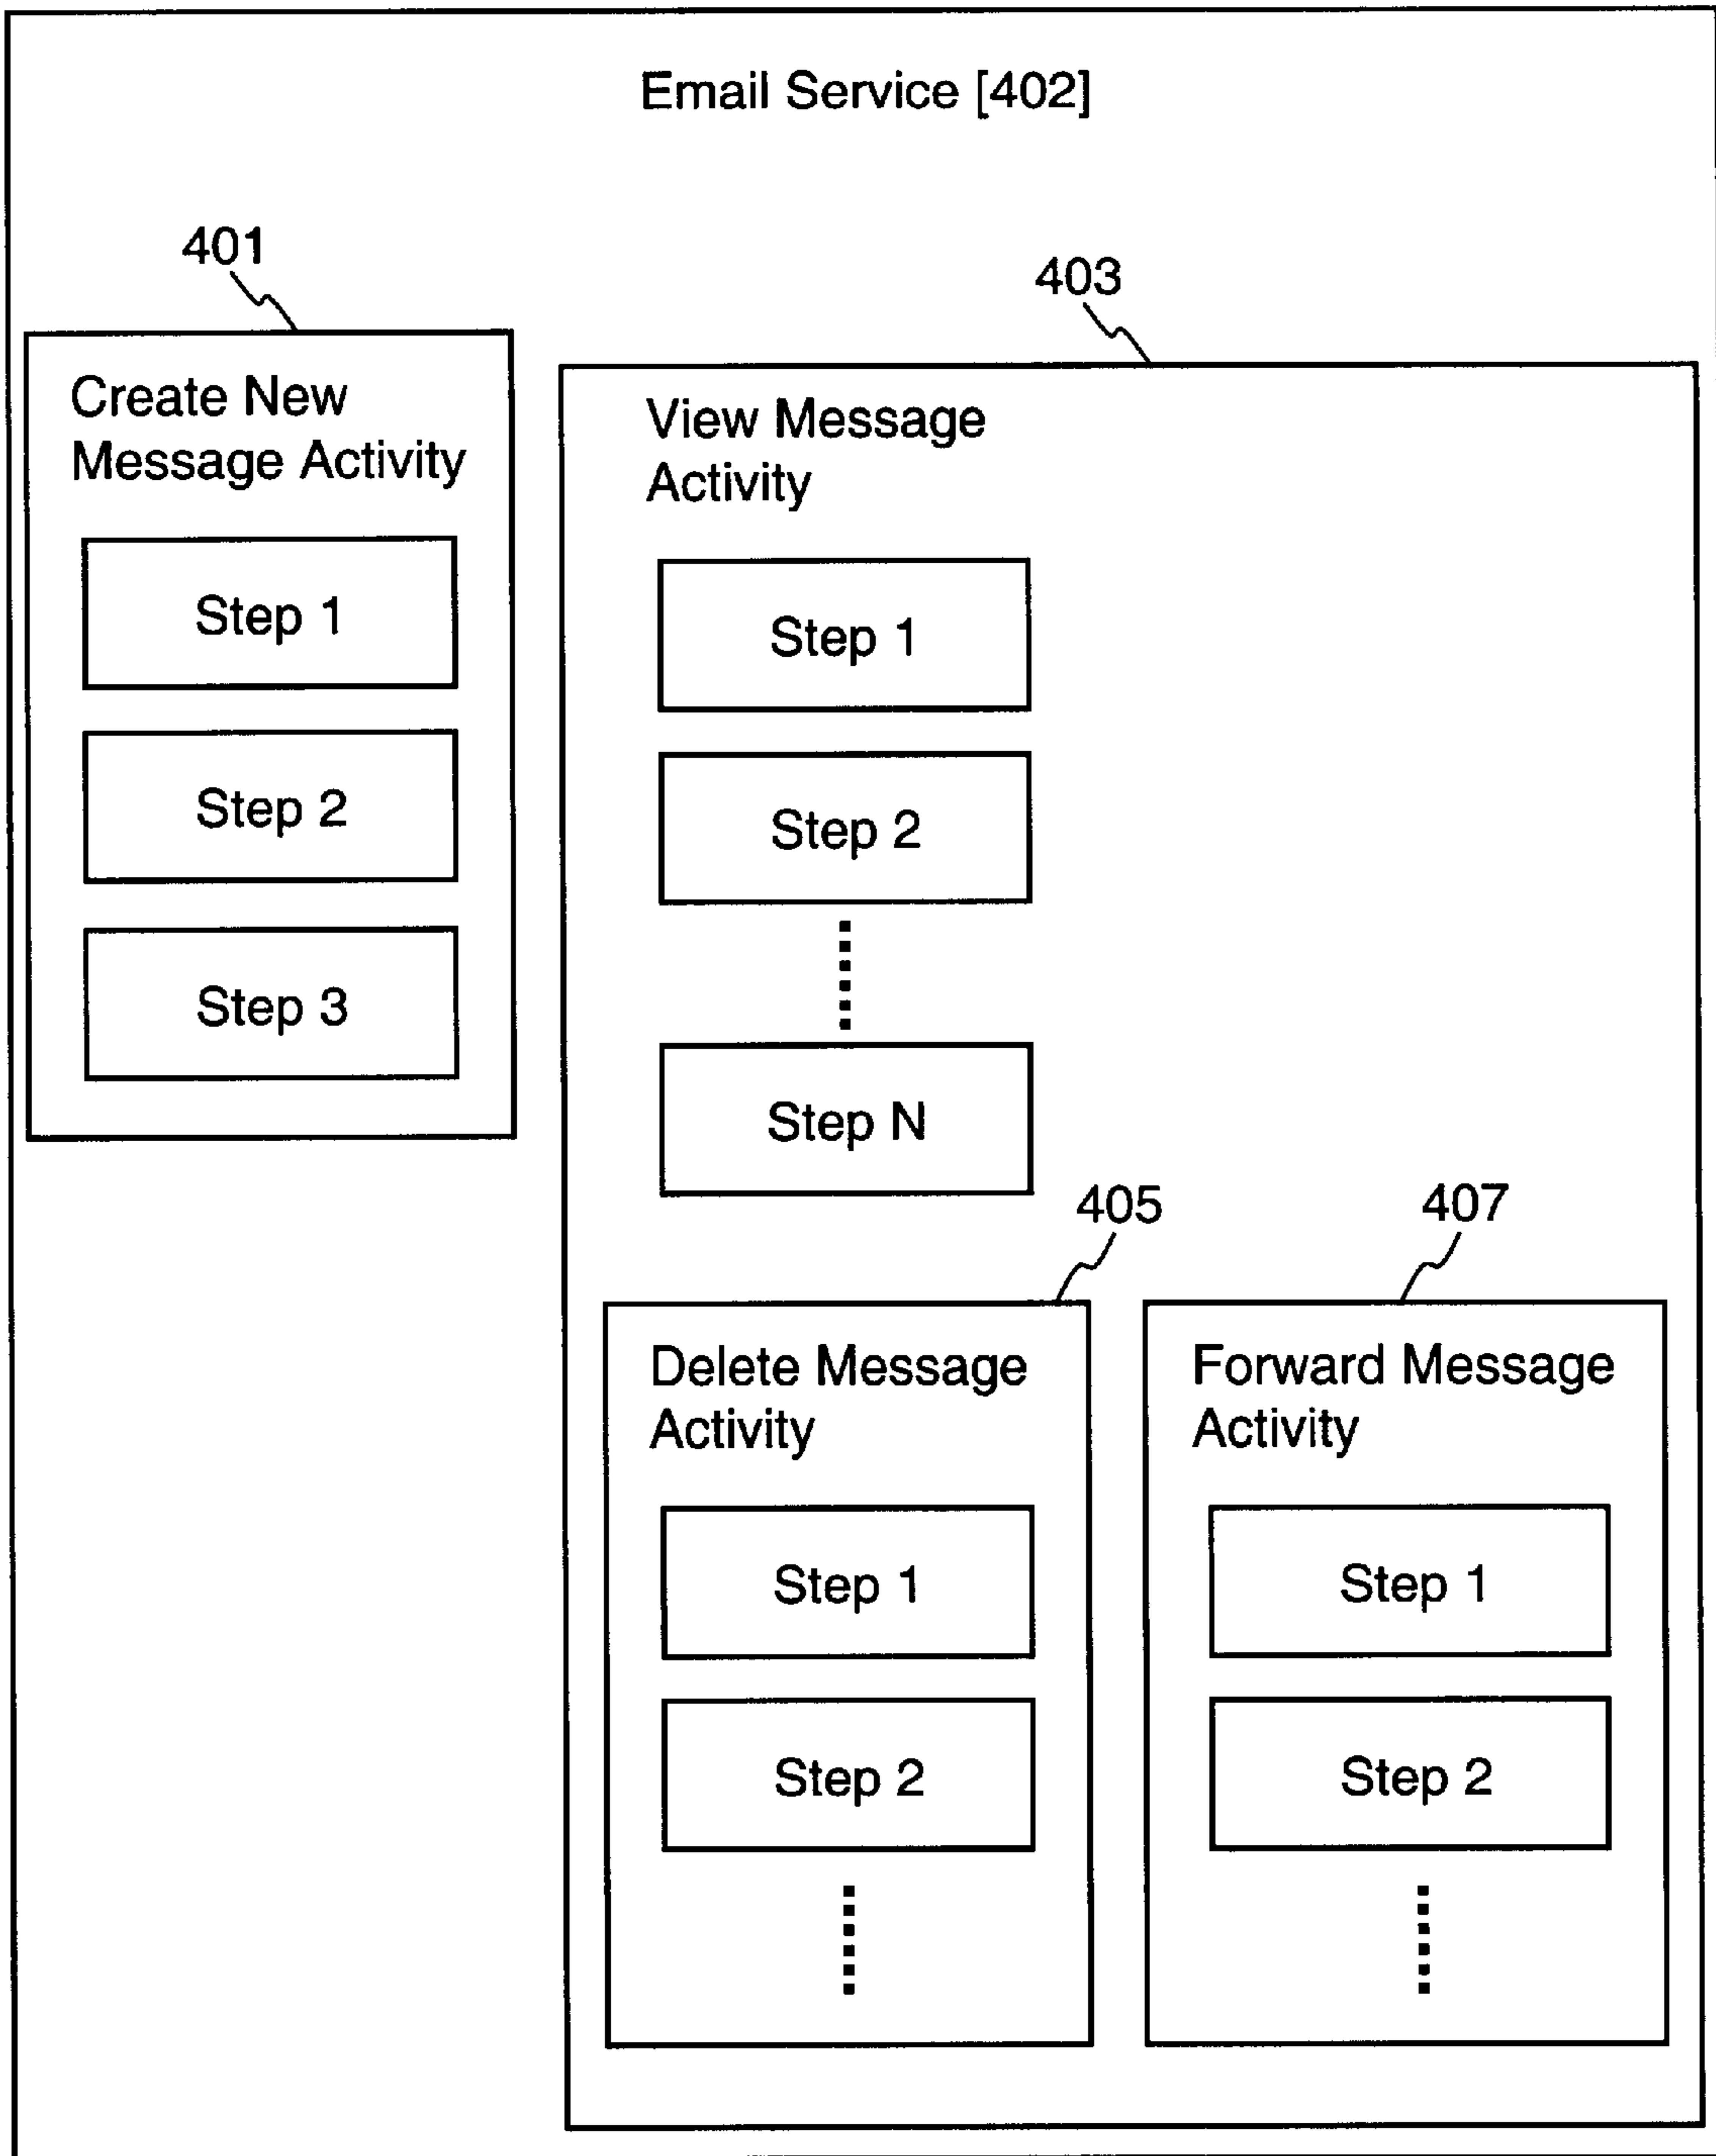 Email Service [402]
401
Create New
Message Activity
Step 1
Step 2
Step 3
403
View Message
Activity
Step 1
Step 2
Step N
405
Delete Message
Activity
Step 1
Step 2
407
Forward Message
Activity
Step 1
Step 2